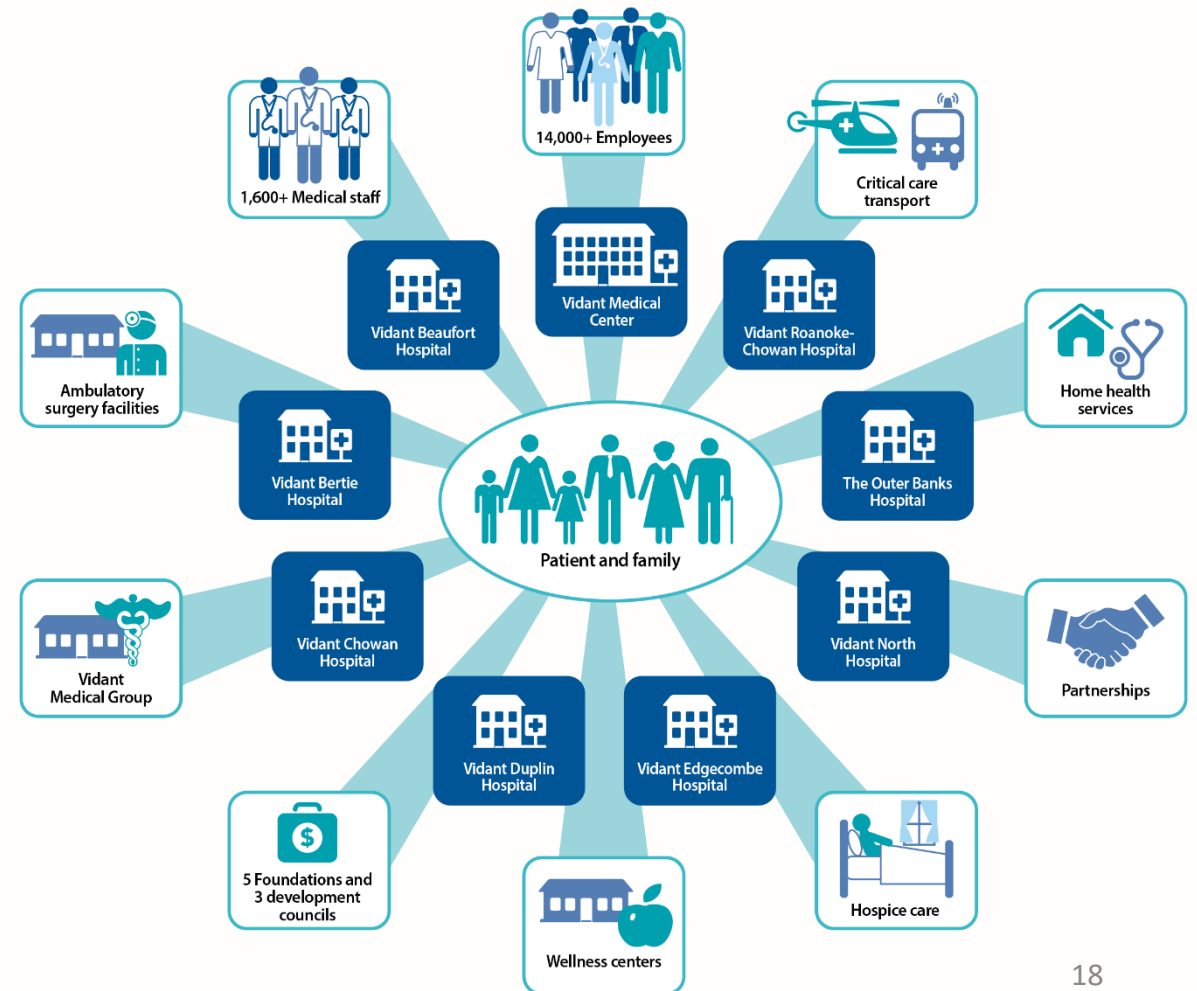 14,000+ Employees
1,600+ Medical staff
Critical care
transport
Vidant Medical
Center
Vidant Beaufort
Hospital
Vidant Roanoke-
Chowan Hospital
Ambulatory
surgery facilities
Home health
services
Vidant Bertie
Hospital
The Outer Banks
Hospital
Patient and family
Vidant Chowan
Hospital
Vidant North
Hospital
Vidant
Medical Group
Partnerships
Vidant Duplin
Hospital
Vidant Edgecombe
Hospital
$
5 Foundations and
3 development
councils
Hospice care
Wellness centers
18